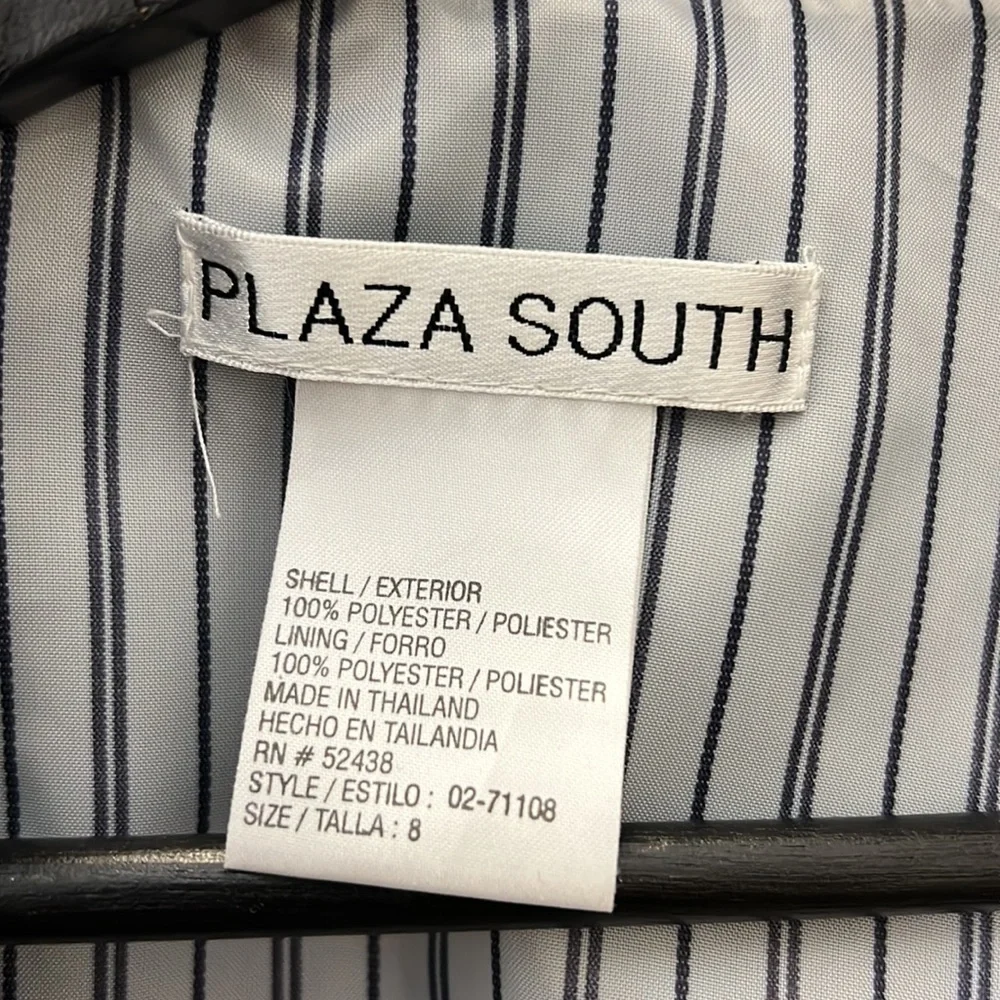 PLAZA SOUTH
SHELL / EXTERIOR
100% POLYESTER / POLIESTER
LINING / FORRO
100% POLYESTER / POLIESTER
MADE IN THAILAND
HECHO EN TAILANDIA
RN # 52438
STYLE / ESTILO : 02-71108
SIZE / TALLA : 8